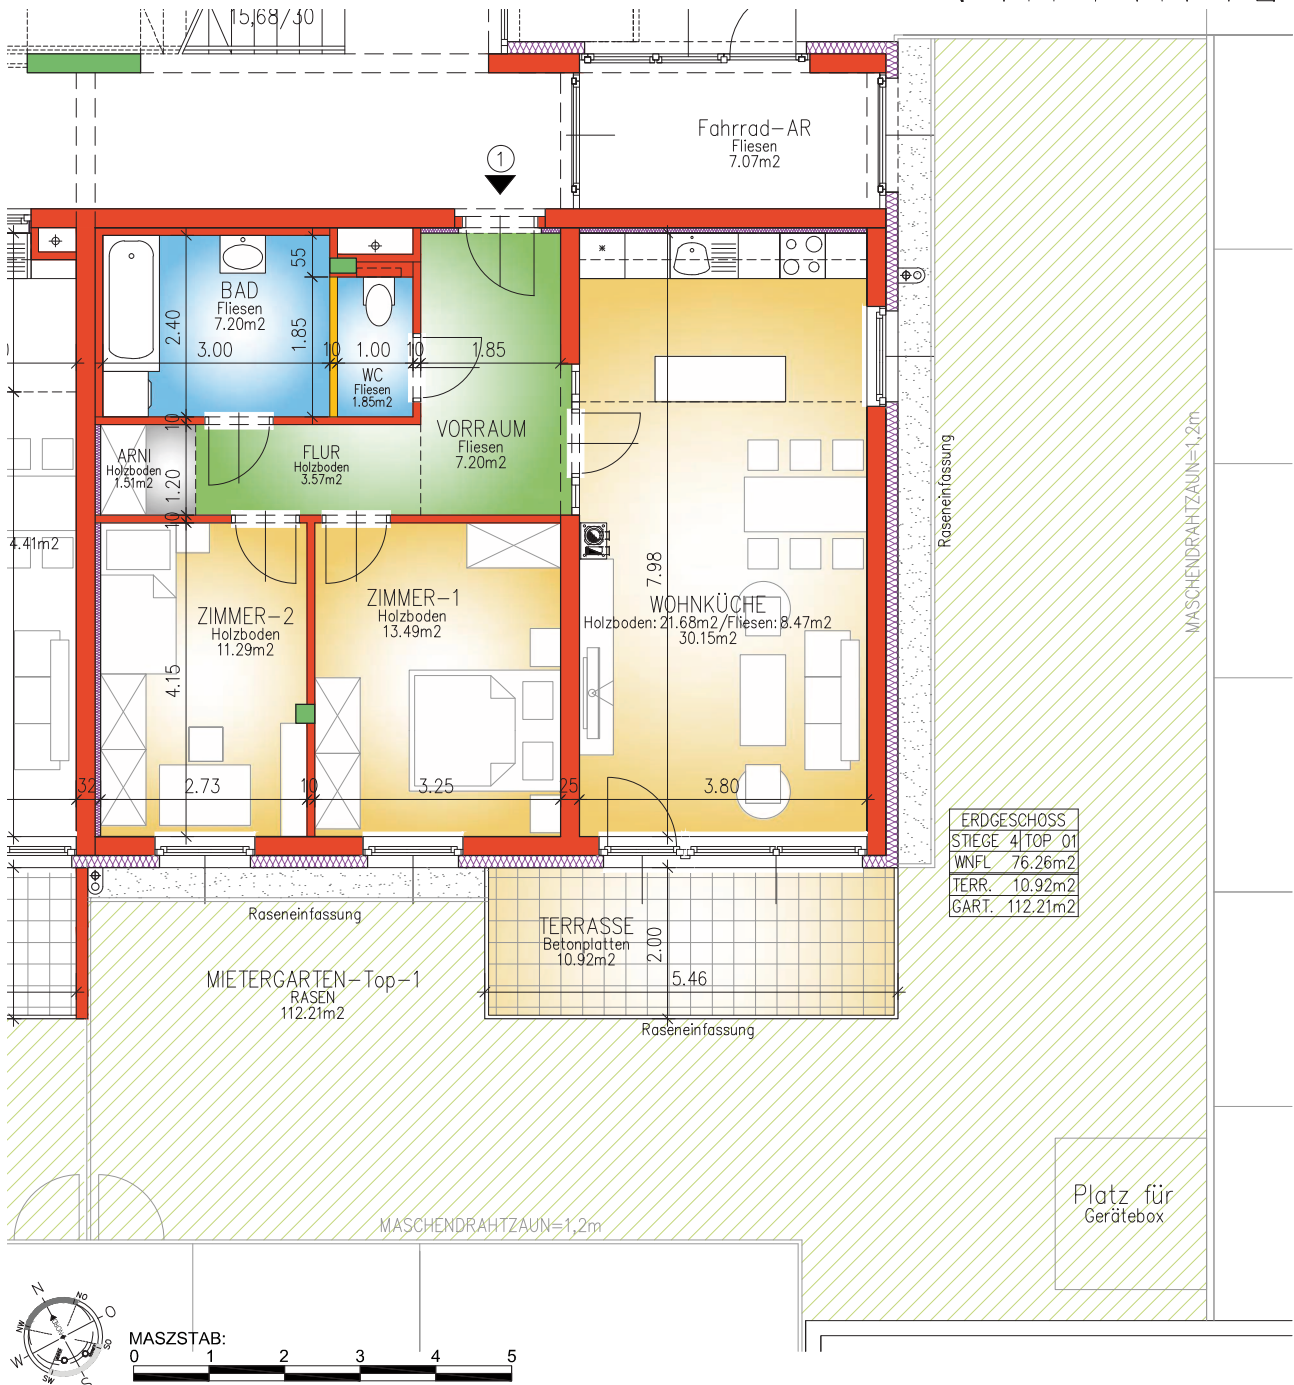 15,68/30
Fahrrad-AR
Fliesen
7.07m2
1
BAD
Fliesen
7.20m2
2.40
3.00
55
1.85
10
1.00
10
1.85
WC
Fliesen
1.85m2
VORRAUM
Fliesen
7.20m2
10
ARNI
Holzboden
1.51m2
1.20
FLUR
Holzboden
3.57m2
10
4.41m2
ZIMMER-2
Holzboden
11.29m2
4.15
ZIMMER-1
Holzboden
13.49m2
7.98
WOHNKÜCHE
Holzboden: 21.68m2/Fliesen: 8.47m2
30.15m2
32
2.73
10
3.25
25
3.80
Raseneinfassung
MASCHENDRAHTZAUN=1,2m
ERDGESCHOSS
STIEGE 4 TOP 01
WNFL 76.26m2
TERR. 10.92m2
GART. 112.21m2
Raseneinfassung
TERRASSE
Betonplatten
10.92m2
2.00
5.46
MIETERGARTEN-Top-1
RASEN
112.21m2
Raseneinfassung
Platz für
Gerätebox
MASCHENDRAHTZAUN=1,2m
N
NO
O
SO
S
SW
W
NW
MASZSTAB:
0 1 2 3 4 5